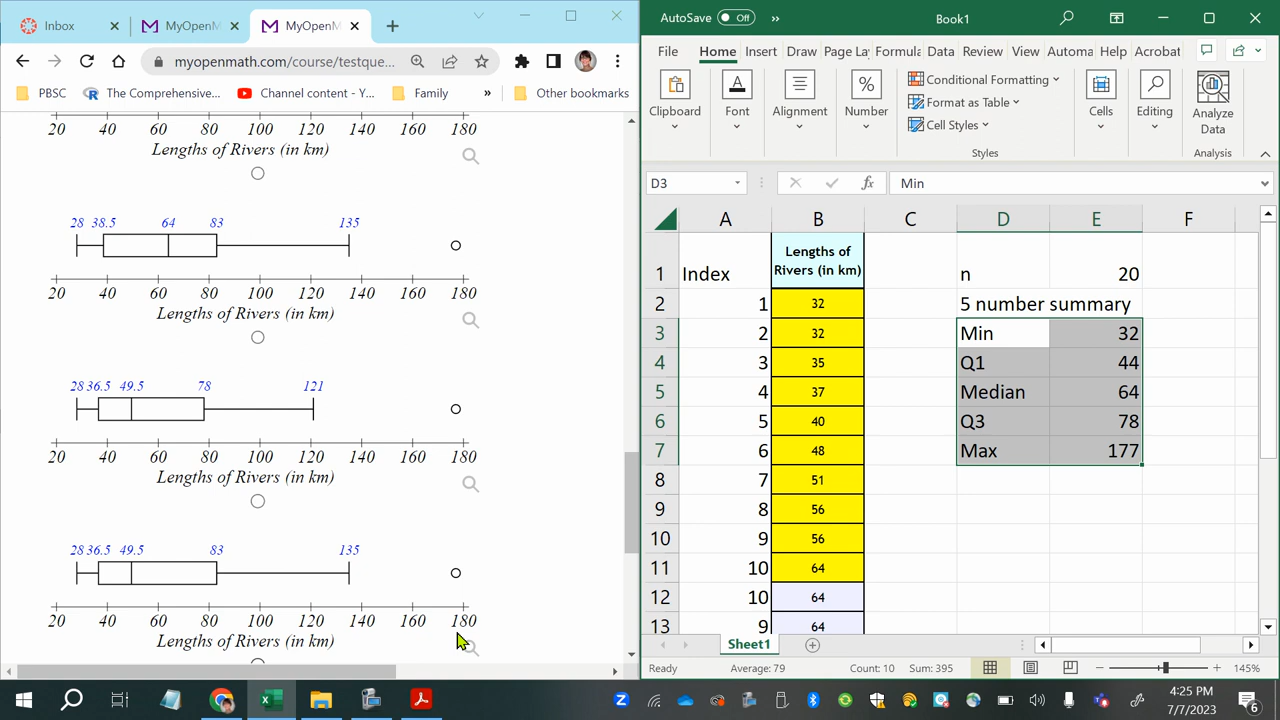 Inbox
MyOpenM
MyOpenM
myopenmath.com/course/testque...
PBSC
The Comprehensive...
Channel content - Y...
Family
»
Other bookmarks
20 40 60 80 100 120 140 160 180
Lengths of Rivers (in km)
28 38.5 64 83 135
20 40 60 80 100 120 140 160 180
Lengths of Rivers (in km)
28 36.5 49.5 78 121
20 40 60 80 100 120 140 160 180
Lengths of Rivers (in km)
28 36.5 49.5 83 135
20 40 60 80 100 120 140 160 180
Lengths of Rivers (in km)
AutoSave Off » Book1
File Home Insert Draw Page Lay Formula Data Review View Automa Help Acrobat
Clipboard
Font
Alignment
Number
Conditional Formatting
Format as Table
Cell Styles
Styles
Cells
Editing
Analyze
Data
Analysis
D3 fx Min
A B C D E F
1 Index Lengths of
Rivers (in km) n 20
2 1 32 5 number summary
3 2 32 Min 32
4 3 35 Q1 44
5 4 37 Median 64
6 5 40 Q3 78
7 6 48 Max 177
8 7 51
9 8 56
10 9 56
11 10 64
12 10 64
13 9 64
Sheet1
Ready Average: 79 Count: 10 Sum: 395 145%
4:25 PM
7/7/2023
6